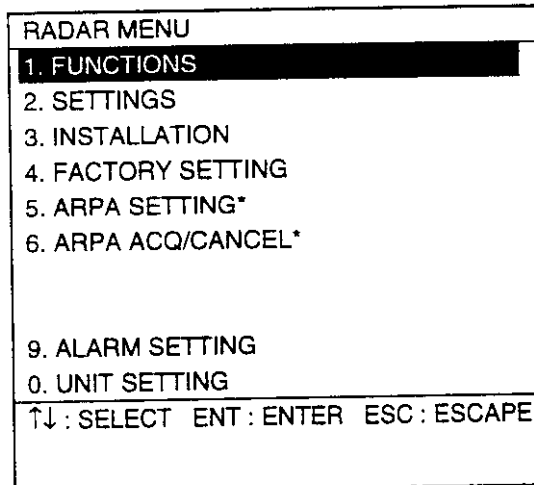 RADAR MENU
1. FUNCTIONS
2. SETTINGS
3. INSTALLATION
4. FACTORY SETTING
5. ARPA SETTING*
6. ARPA ACQ/CANCEL*
9. ALARM SETTING
0. UNIT SETTING
↑↓ : SELECT ENT : ENTER ESC : ESCAPE